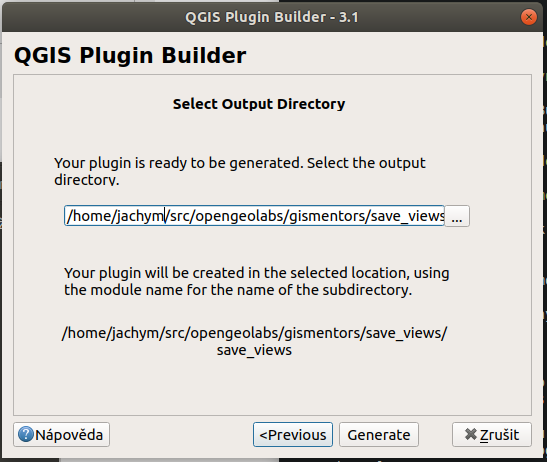 QGIS Plugin Builder - 3.1
QGIS Plugin Builder
Select Output Directory
Your plugin is ready to be generated. Select the output
directory.
/home/jachym/src/opengeolabs/gismentors/save_views
...
Your plugin will be created in the selected location, using
the module name for the name of the subdirectory.
/home/jachym/src/opengeolabs/gismentors/save_views/
save_views
Nápověda
<Previous
Generate
Zrušit